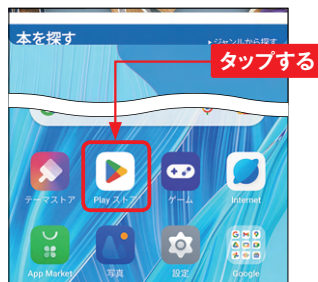 本を探す
▸ジャンルから探す
タップする
テーマストア
Play ストア
ゲーム
Internet
App Market
写真
設定
Google